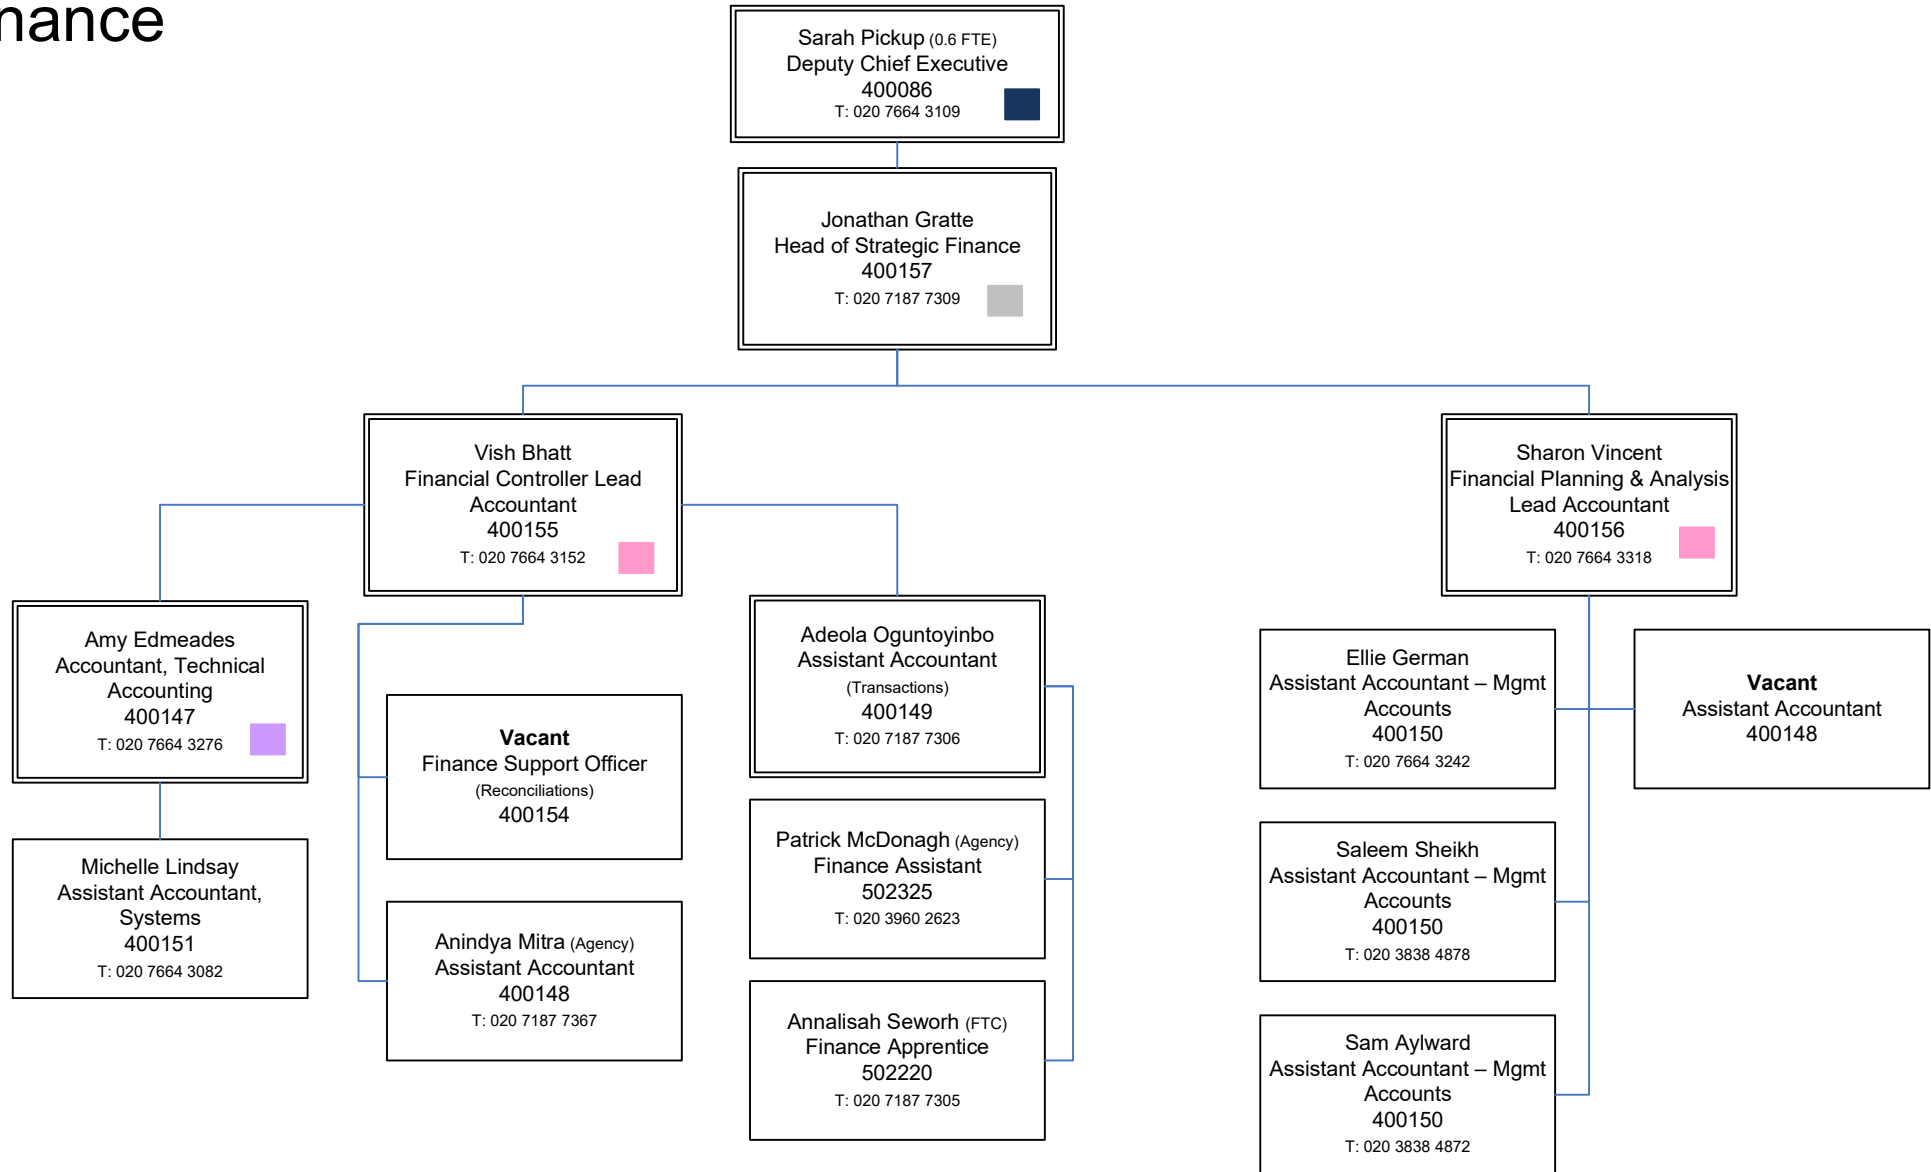 nance
Sarah Pickup (0.6 FTE)
Deputy Chief Executive
400086
T: 020 7664 3109
Jonathan Gratte
Head of Strategic Finance
400157
T: 020 7187 7309
Vish Bhatt
Financial Controller Lead
Accountant
400155
T: 020 7664 3152
Sharon Vincent
Financial Planning & Analysis
Lead Accountant
400156
T: 020 7664 3318
Amy Edmeades
Accountant, Technical
Accounting
400147
T: 020 7664 3276
Michelle Lindsay
Assistant Accountant,
Systems
400151
T: 020 7664 3082
Vacant
Finance Support Officer
(Reconciliations)
400154
Anindya Mitra (Agency)
Assistant Accountant
400148
T: 020 7187 7367
Adeola Oguntoyinbo
Assistant Accountant
(Transactions)
400149
T: 020 7187 7306
Patrick McDonagh (Agency)
Finance Assistant
502325
T: 020 3960 2623
Annalisah Seworh (FTC)
Finance Apprentice
502220
T: 020 7187 7305
Ellie German
Assistant Accountant – Mgmt
Accounts
400150
T: 020 7664 3242
Vacant
Assistant Accountant
400148
Saleem Sheikh
Assistant Accountant – Mgmt
Accounts
400150
T: 020 3838 4878
Sam Aylward
Assistant Accountant – Mgmt
Accounts
400150
T: 020 3838 4872